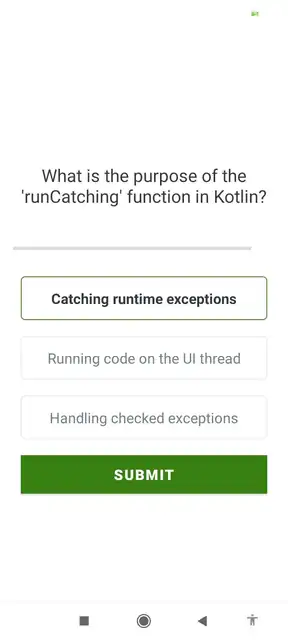 What is the purpose of the
'runCatching' function in Kotlin?
Catching runtime exceptions
Running code on the UI thread
Handling checked exceptions
SUBMIT